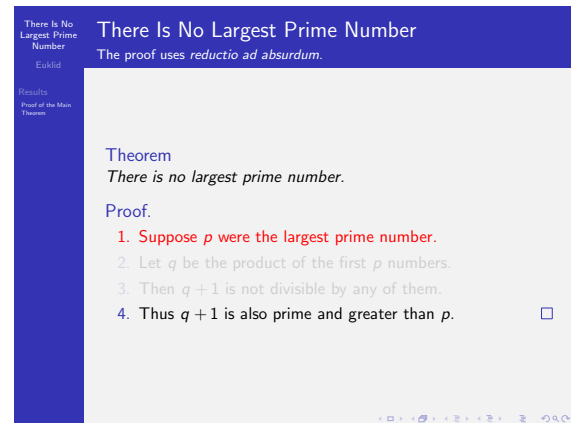 There Is No
Largest Prime
Number
Euklid
Results
Proof of the Main
Theorem
There Is No Largest Prime Number
The proof uses reductio ad absurdum.
Theorem
There is no largest prime number.
Proof.
1. Suppose p were the largest prime number.
2. Let q be the product of the first p numbers.
3. Then q + 1 is not divisible by any of them.
4. Thus q + 1 is also prime and greater than p. □